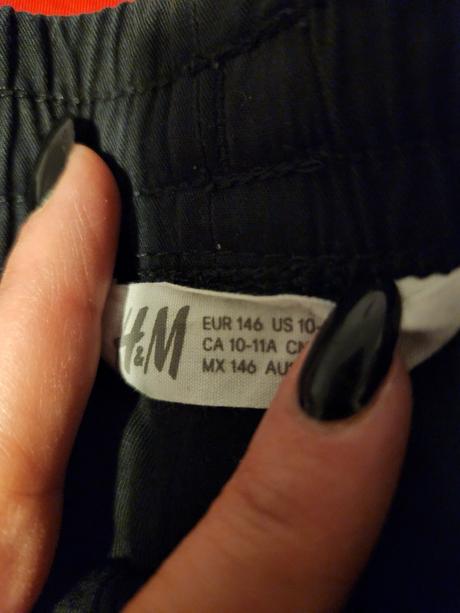 H&M
EUR 146 US 10-
CA 10-11A CN
MX 146 AU